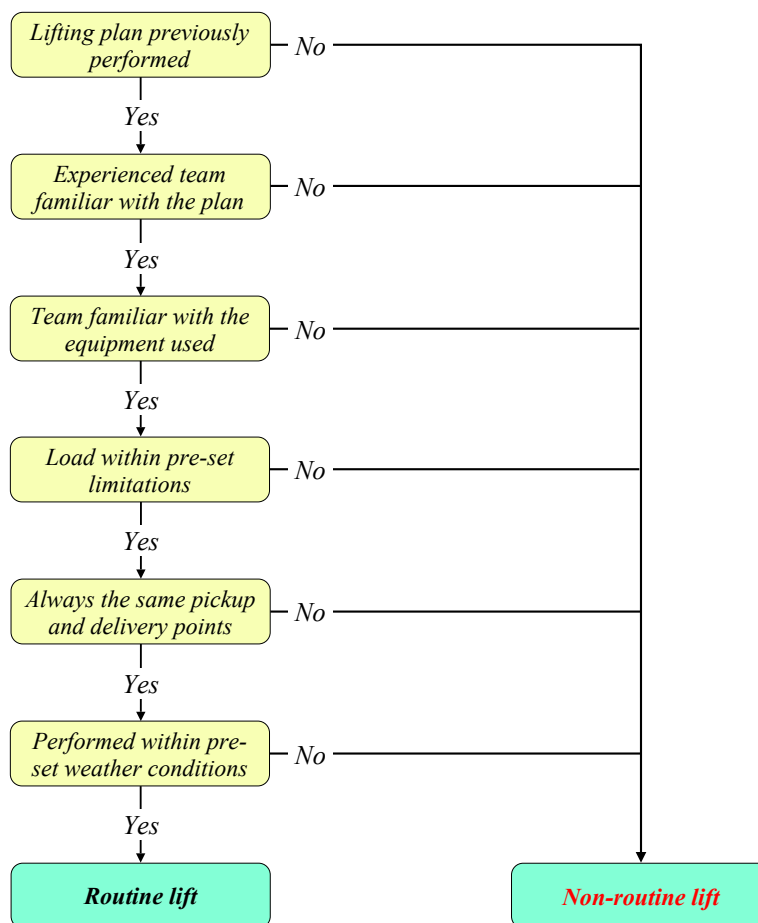 Lifting plan previously
performed
No
Yes
Experienced team
familiar with the plan
No
Yes
Team familiar with the
equipment used
No
Yes
Load within pre-set
limitations
No
Yes
Always the same pickup
and delivery points
No
Yes
Performed within pre-
set weather conditions
No
Yes
Routine lift
Non-routine lift